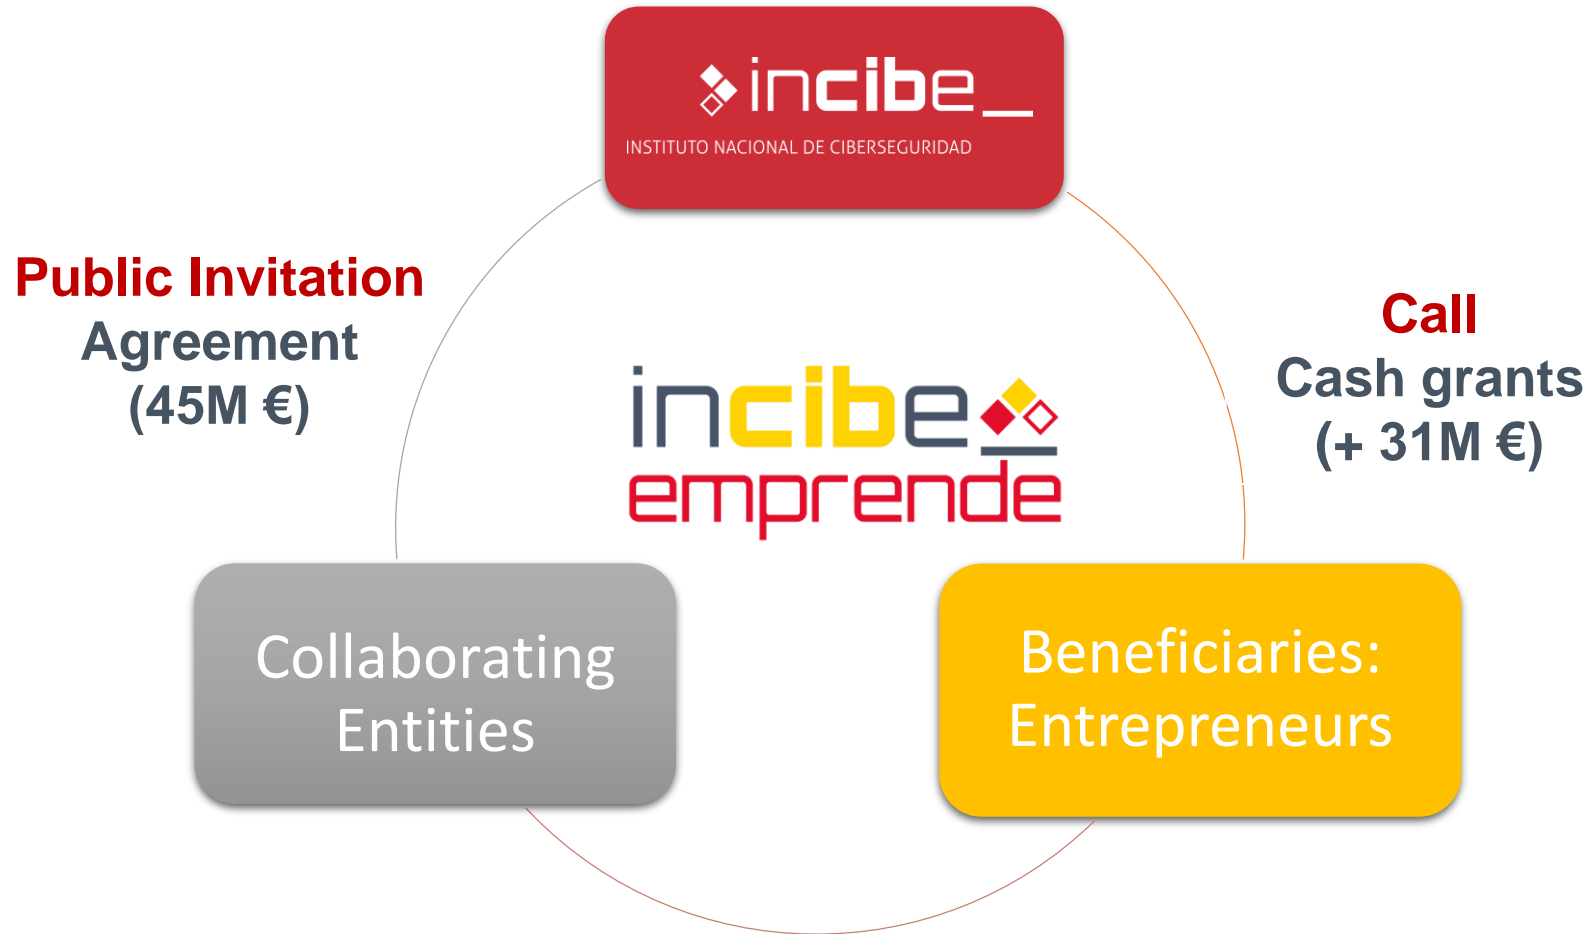 incibe_
INSTITUTO NACIONAL DE CIBERSEGURIDAD
Public Invitation
Agreement
(45M €)
Call
Cash grants
(+ 31M €)
incibe
emprende
Collaborating
Entities
Beneficiaries:
Entrepreneurs